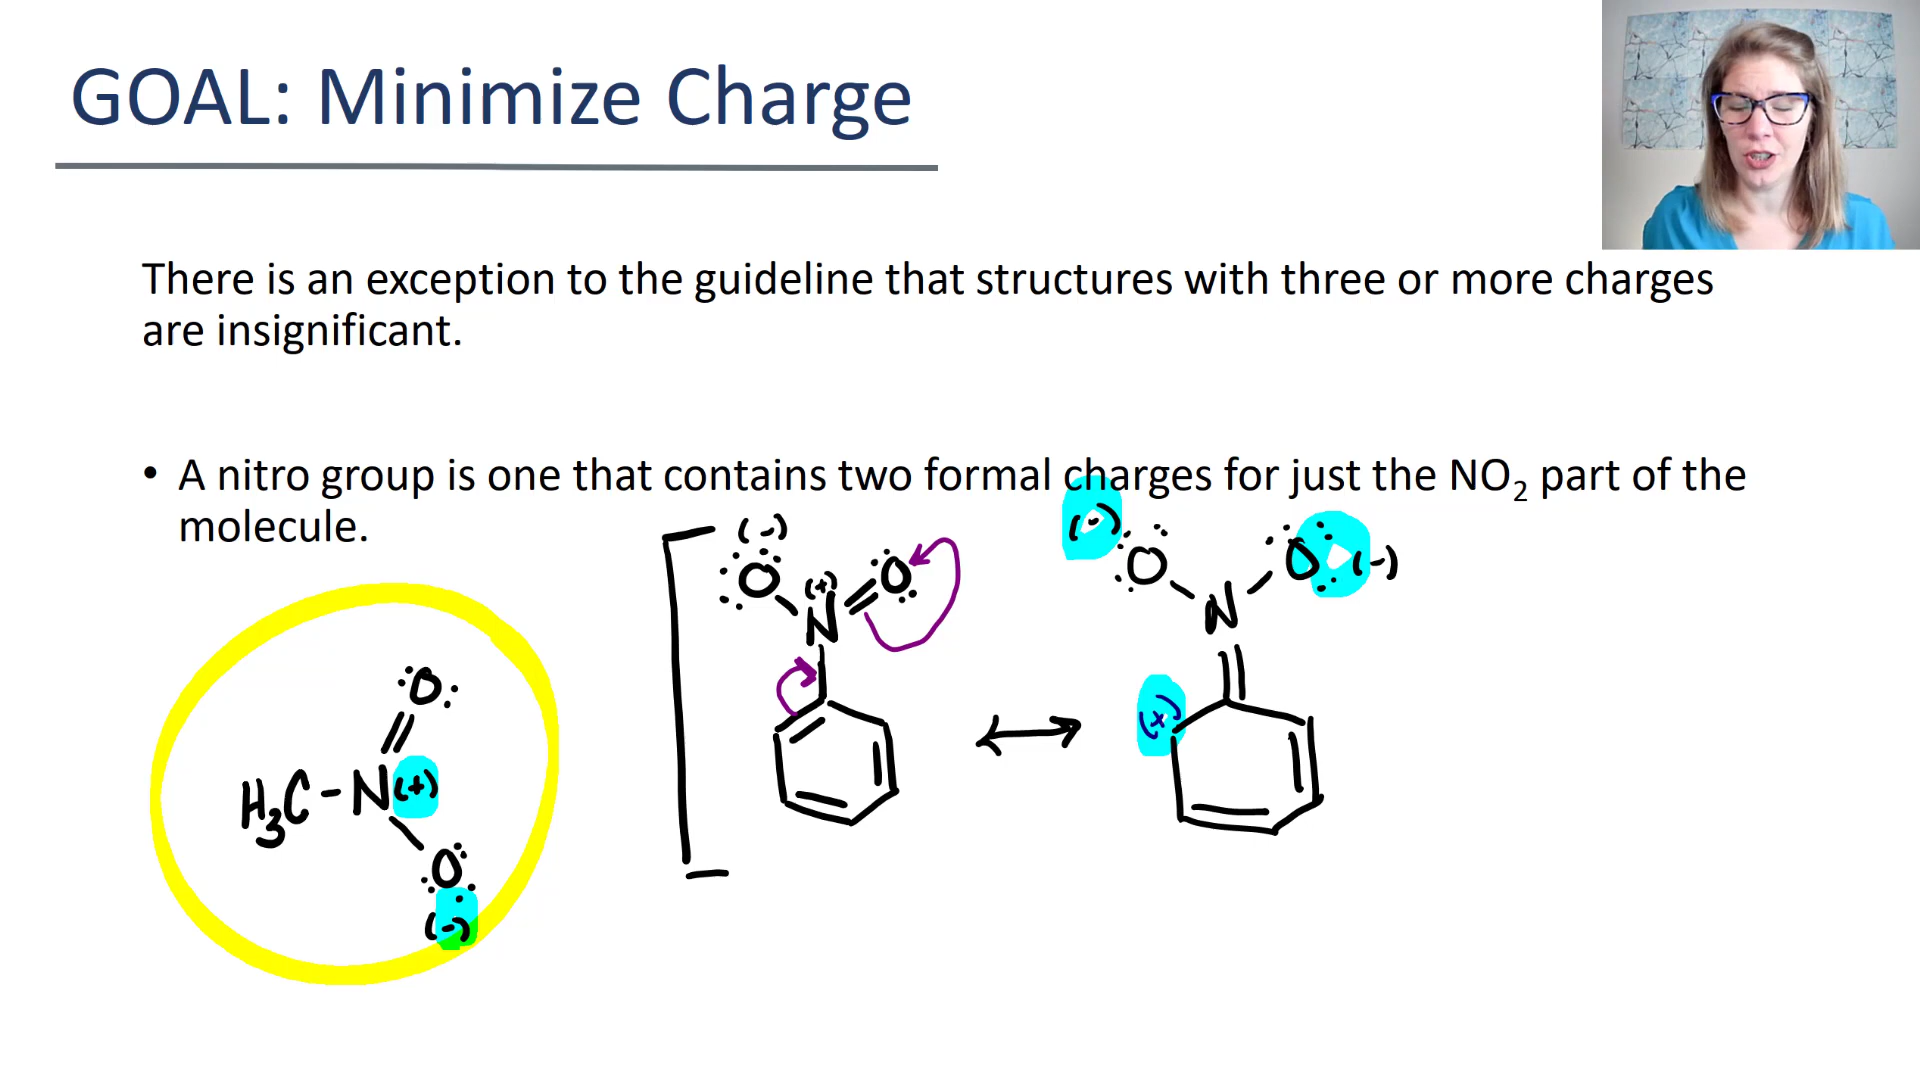 GOAL: Minimize Charge
There is an exception to the guideline that structures with three or more charges
are insignificant.
• A nitro group is one that contains two formal charges for just the NO₂ part of the
molecule.
(-)
O
(+)
N
O
(-)
O
N
O (-)
(+)
O
H₃C-N(+)
O
(-)